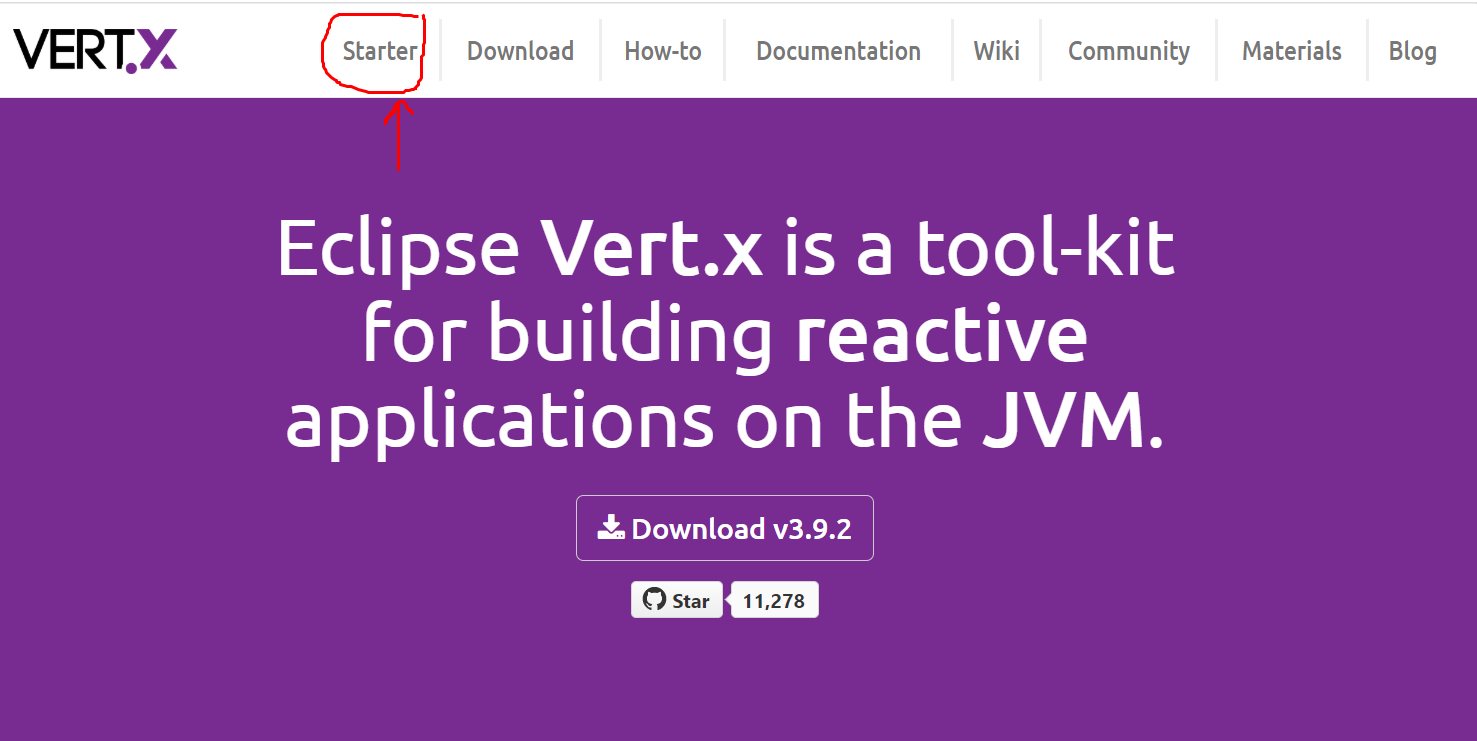 VERT.X Starter Download How-to Documentation Wiki Community Materials Blog
Eclipse Vert.x is a tool-kit
for building reactive
applications on the JVM.
Download v3.9.2
Star 11,278